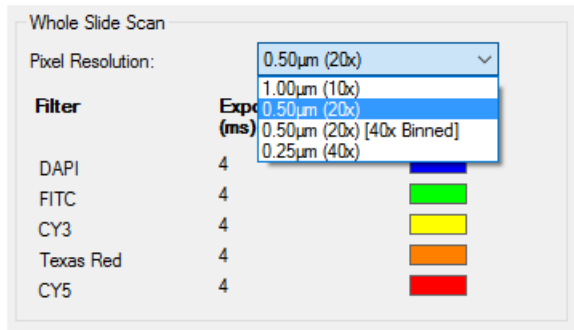 Whole Slide Scan
Pixel Resolution: 0.50µm (20x)
1.00µm (10x)
Filter 0.50µm (20x)
(ms) 0.50µm (20x) [40x Binned]
0.25µm (40x)
DAPI 4
FITC 4
CY3 4
Texas Red 4
CY5 4